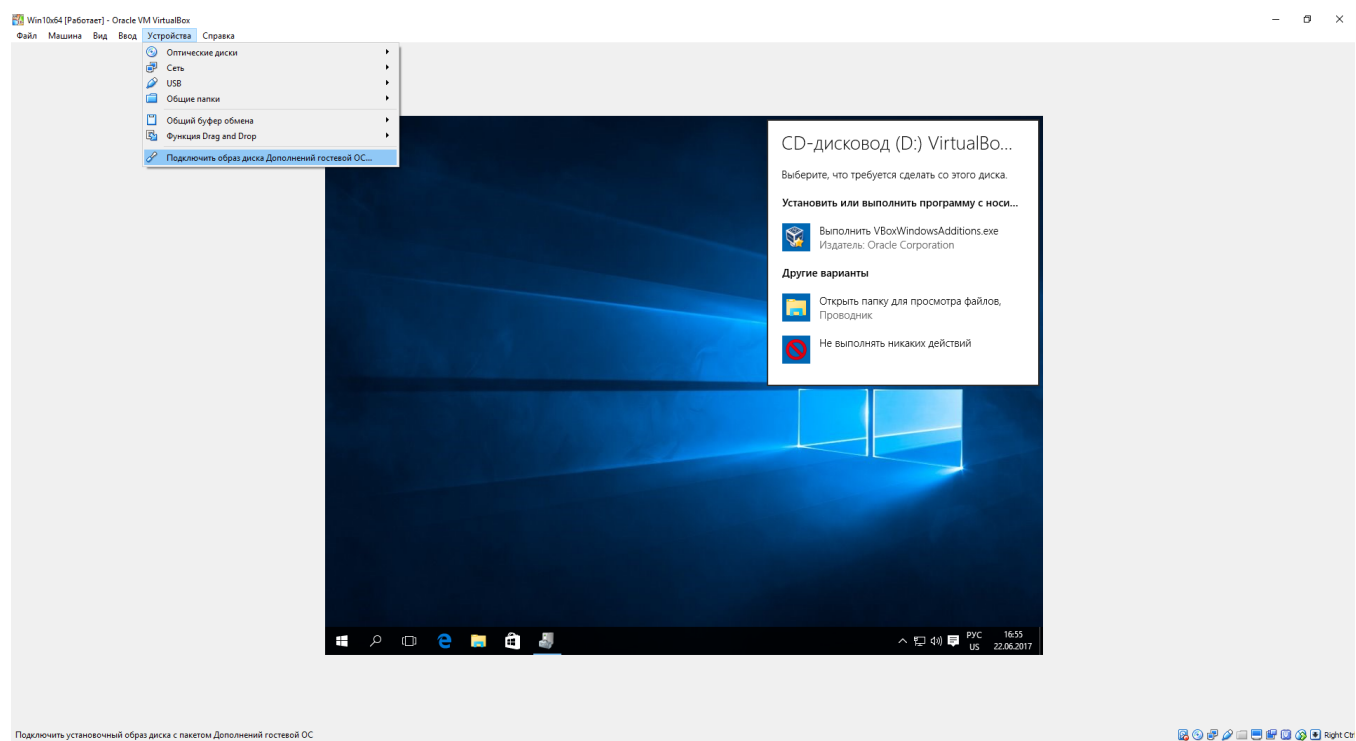 Win10x64 [Работает] - Oracle VM VirtualBox
Файл Машина Вид Ввод Устройства Справка
Оптические диски
Сеть
USB
Общие папки
Общий буфер обмена
Функция Drag and Drop
Подключить образ диска Дополнений гостевой ОС...
CD-дисковод (D:) VirtualBo...
Выберите, что требуется сделать со этого диска.
Установить или выполнить программу с носи...
Выполнить VBoxWindowsAdditions.exe
Издатель: Oracle Corporation
Другие варианты
Открыть папку для просмотра файлов,
Проводник
Не выполнять никаких действий
РУС 16:55
US 22.06.2017
Подключить установочный образ диска с пакетом Дополнений гостевой ОС
Right Ctr